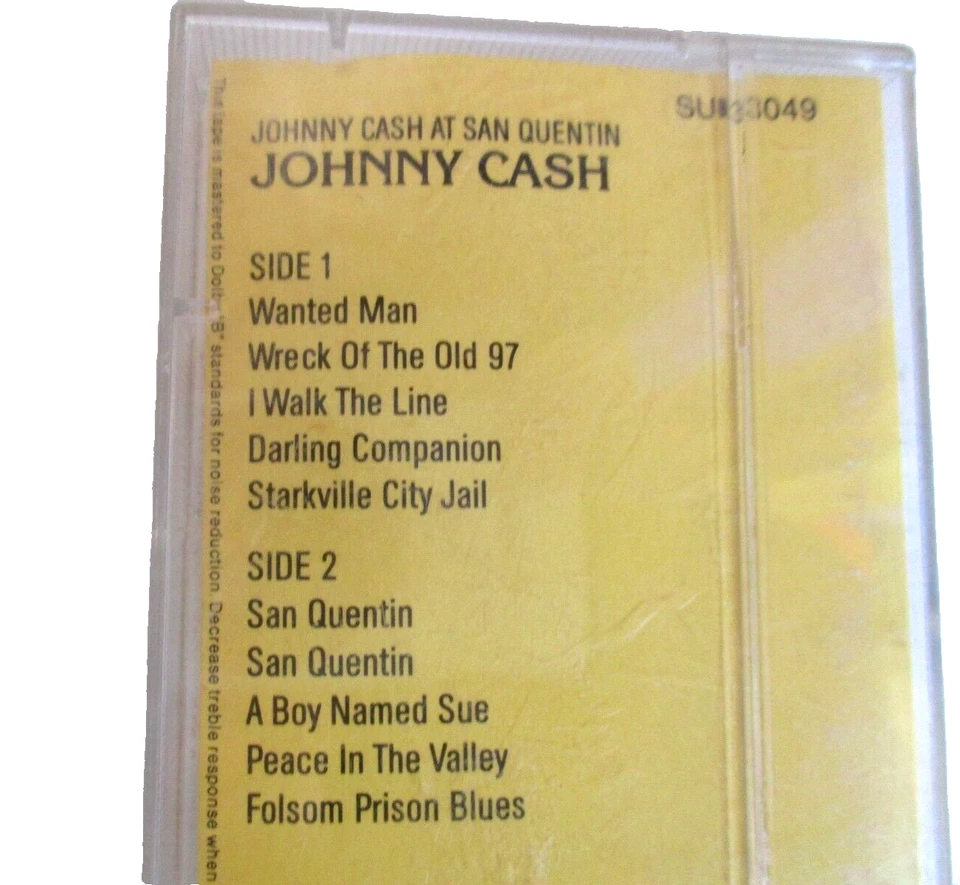 JOHNNY CASH AT SAN QUENTIN
JOHNNY CASH
SIDE 1
Wanted Man
Wreck Of The Old 97
I Walk The Line
Darling Companion
Starkville City Jail
SIDE 2
San Quentin
San Quentin
A Boy Named Sue
Peace In The Valley
Folsom Prison Blues
This tape is mastered to Dolby "B" standards for noise reduction. Decrease treble response when